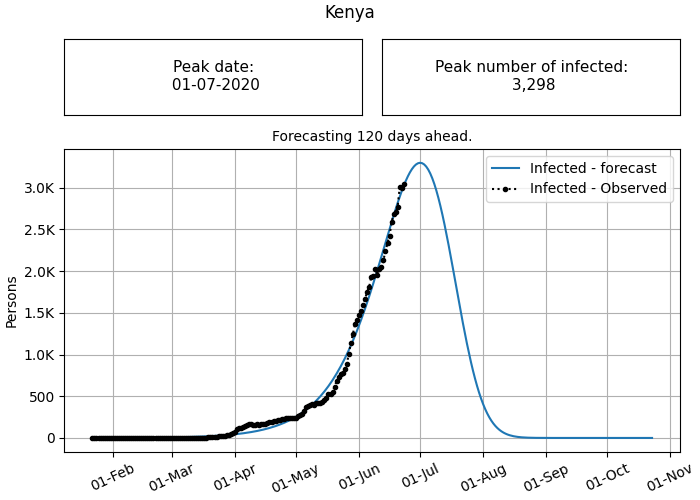 Kenya
Peak date:
01-07-2020
Peak number of infected:
3,298
Forecasting 120 days ahead.
Infected - forecast
Infected - Observed
Persons
3.0K
2.5K
2.0K
1.5K
1.0K
500
0
01-Feb
01-Mar
01-Apr
01-May
01-Jun
01-Jul
01-Aug
01-Sep
01-Oct
01-Nov